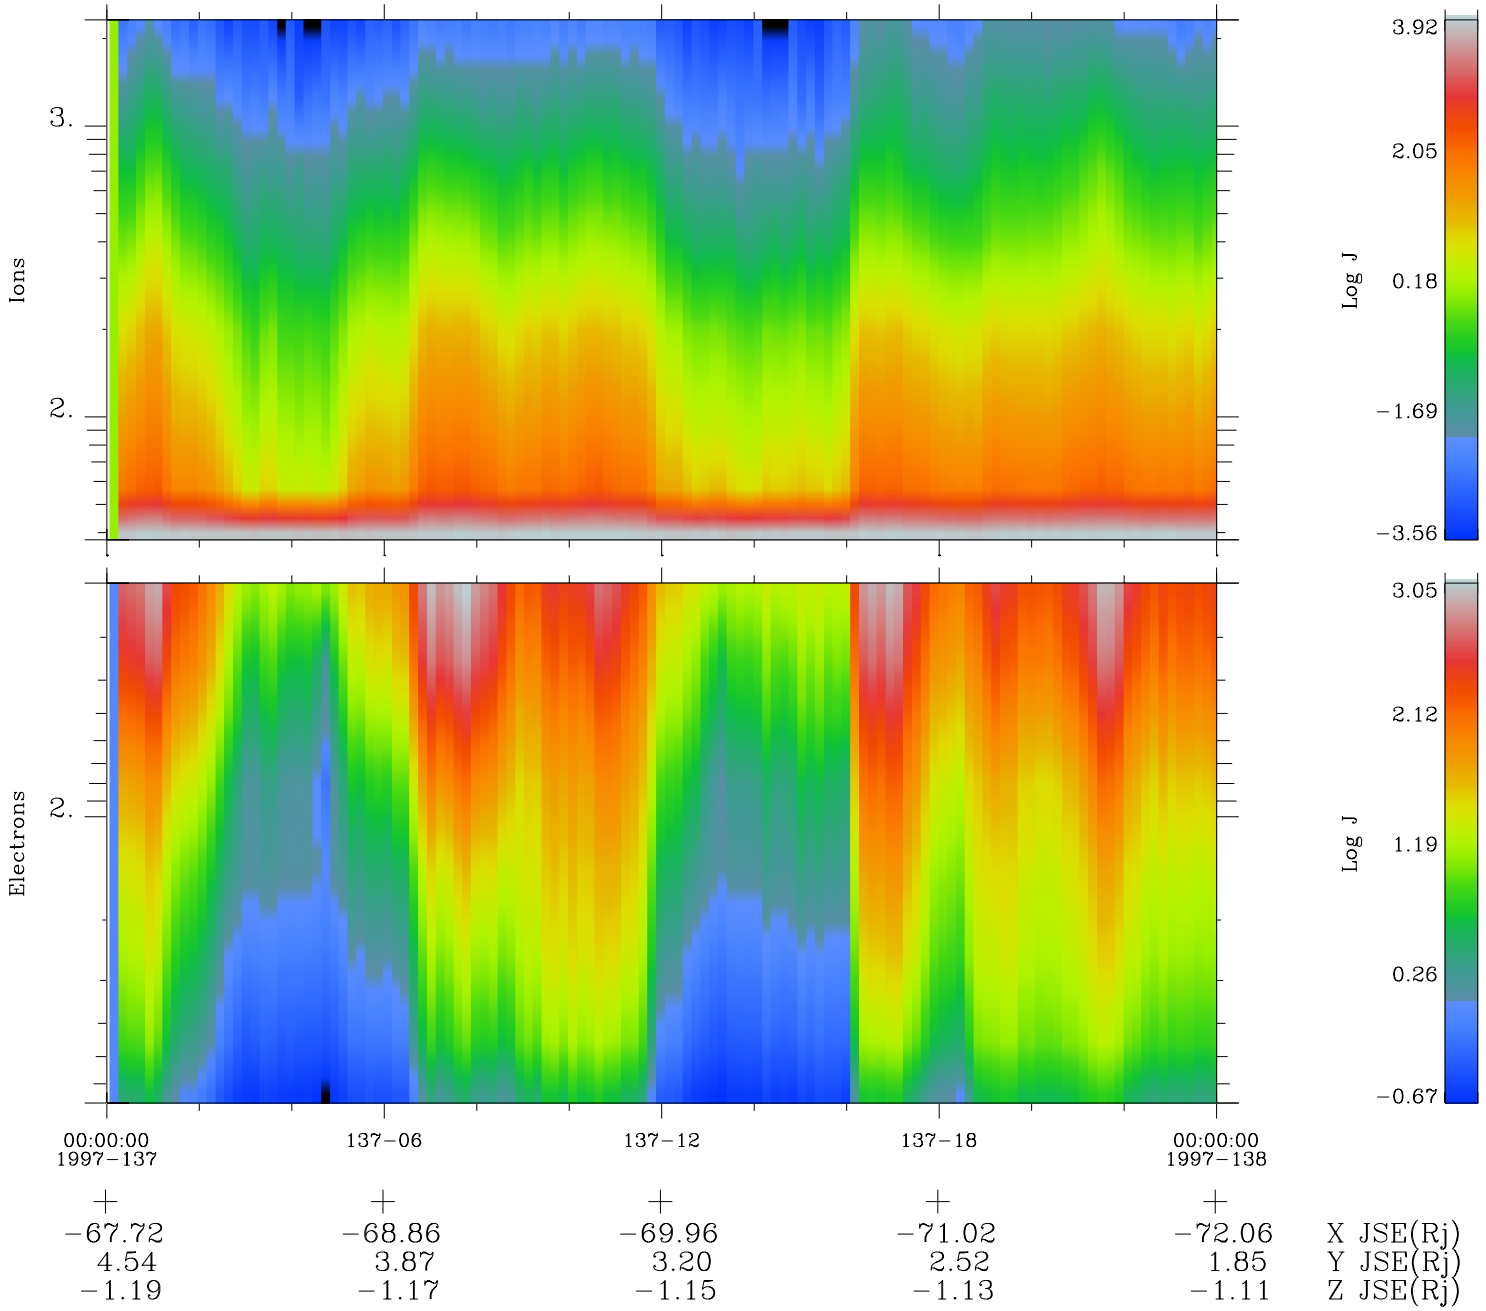 3.
2.
Ions
3.92
2.05
0.18
−1.69
−3.56
Log J
2.
Electrons
3.05
2.12
1.19
0.26
−0.67
Log J
00:00:00 137−06 137−12 137−18 00:00:00
1997−137 1997−138
−67.72 −68.86 −69.96 −71.02 −72.06 X JSE(Rj)
4.54 3.87 3.20 2.52 1.85 Y JSE(Rj)
−1.19 −1.17 −1.15 −1.13 −1.11 Z JSE(Rj)